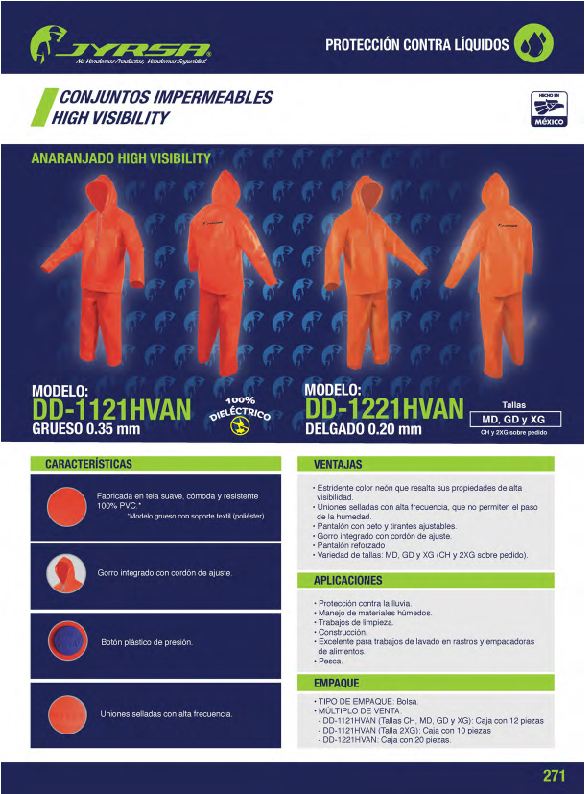 JYRSA®
No Vendemos Productos, Vendemos Seguridad
PROTECCIÓN CONTRA LÍQUIDOS
CONJUNTOS IMPERMEABLES
HIGH VISIBILITY
HECHO EN
MÉXICO
ANARANJADO HIGH VISIBILITY
MODELO:
DD-1121HVAN
GRUESO 0.35 mm
100%
DIELÉCTRICO
MODELO:
DD-1221HVAN
DELGADO 0.20 mm
Tallas
MD, GD y XG
CH y 2XG sobre pedido
CARACTERÍSTICAS
Fabricada en tela suave, cómoda y resistente
100% PVC.*
*Modelo grueso con soporte textil (poliéster)
Gorro integrado con cordón de ajuste.
Botón plástico de presión.
Uniones selladas con alta frecuencia.
VENTAJAS
• Estridente color neón que resalta sus propiedades de alta
visibilidad.
• Uniones selladas con alta frecuencia, que no permiten el paso
de la humedad.
• Pantalón con peto y tirantes ajustables.
• Gorro integrado con cordón de ajuste.
• Pantalón reforzado
• Variedad de tallas: MD, GD y XG (CH y 2XG sobre pedido).
APLICACIONES
• Protección contra la lluvia.
• Manejo de materiales húmedos.
• Trabajos de limpieza.
• Construcción.
• Excelente para trabajos de lavado en rastros y empacadoras
de alimentos.
• Pesca.
EMPAQUE
• TIPO DE EMPAQUE: Bolsa.
• MÚLTIPLO DE VENTA.
- DD-1121HVAN (Tallas CH, MD, GD y XG): Caja con 12 piezas
- DD-1121HVAN (Talla 2XG): Caja con 10 piezas
- DD-1221HVAN: Caja con 20 piezas.
271